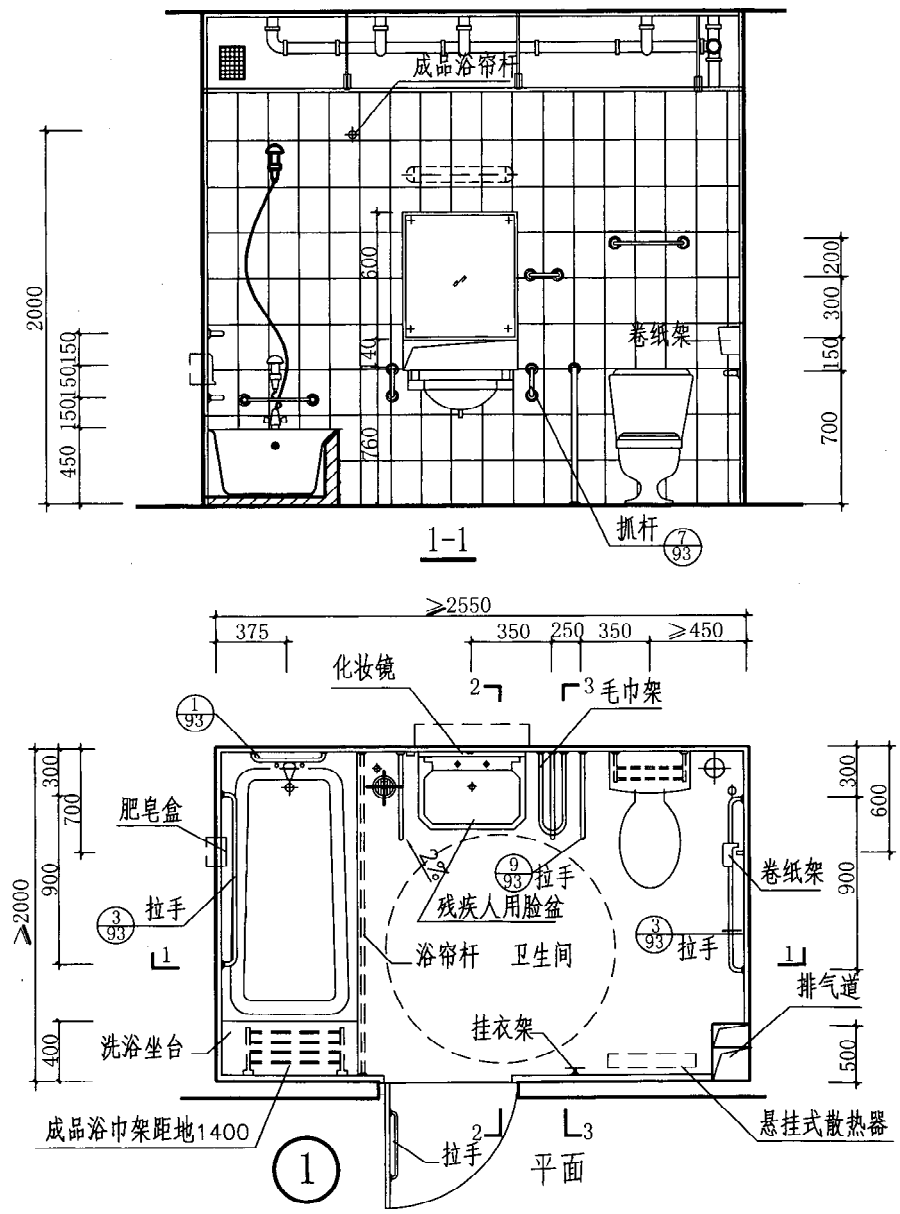 成品浴帘杆
2000
150
150
150
450
600
140
760
200
300
150
700
卷纸架
抓杆
7
93
1-1
≥2550
375
350
250
350
≥450
化妆镜
2
3
毛巾架
1
93
≥2000
300
700
900
400
肥皂盒
3
93
拉手
1
2%
9
93
拉手
残疾人用脸盆
浴帘杆
卫生间
3
93
拉手
卷纸架
300
600
900
500
1
排气道
挂衣架
洗浴坐台
成品浴巾架距地1400
悬挂式散热器
2
3
拉手
1
平面